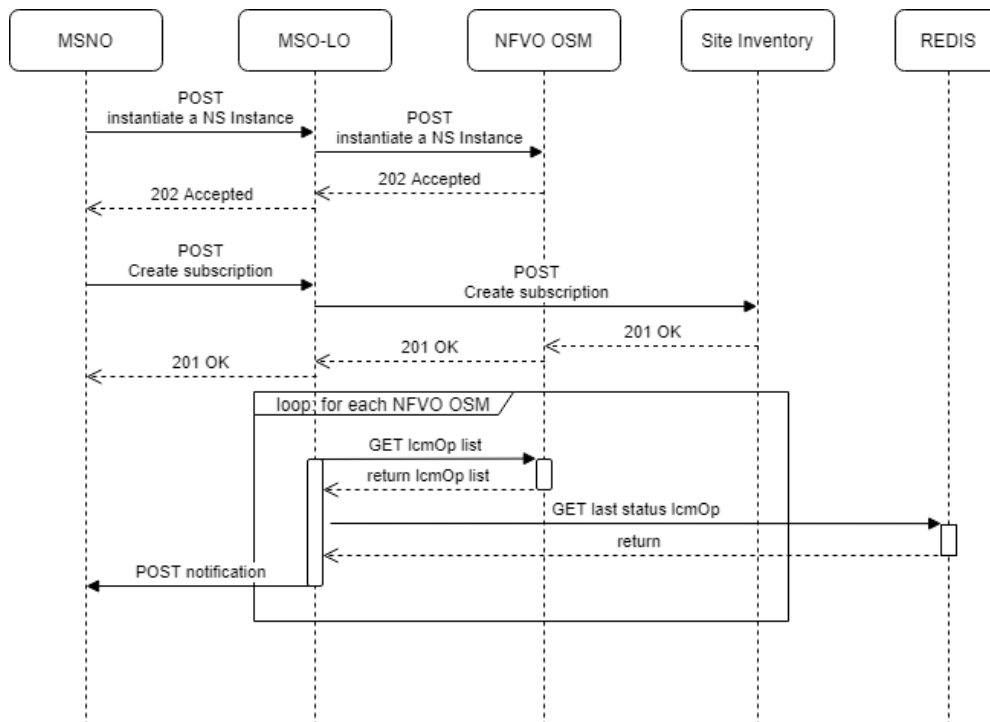 MSNO
MSO-LO
NFVO OSM
Site Inventory
REDIS
POST
instantiate a NS Instance
POST
instantiate a NS Instance
202 Accepted
202 Accepted
POST
Create subscription
POST
Create subscription
201 OK
201 OK
201 OK
loop: for each NFVO OSM
GET lcmOp list
return lcmOp list
GET last status lcmOp
return
POST notification